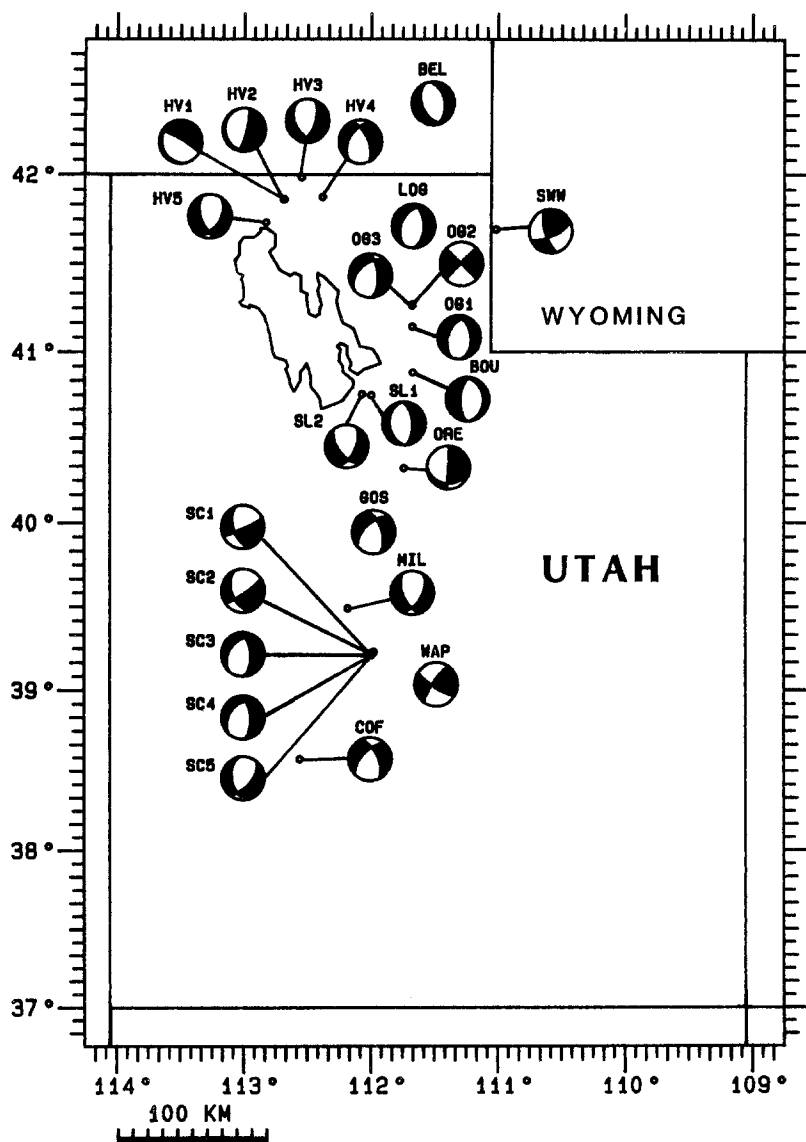 BEL
HV3
HV2
HV4
HV1
42°
LOG
SWW
HV5
OG2
OG3
OG1
WYOMING
41°
BOU
SL1
SL2
ORE
GOS
SC1
40°
MIL
UTAH
SC2
SC3
WAP
39°
SC4
COF
SC5
38°
37°
114° 113° 112° 111° 110° 109°
100 KM